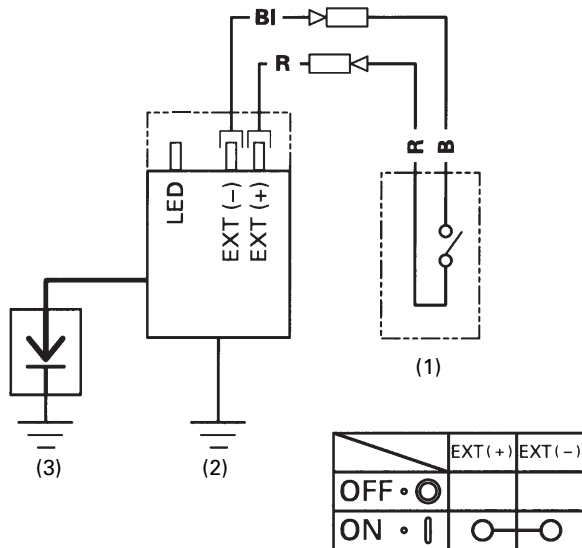 Bl
R
R
B
LED
EXT (−)
EXT (+)
(1)
(3)
(2)
EXT(+) EXT(−)
OFF
ON